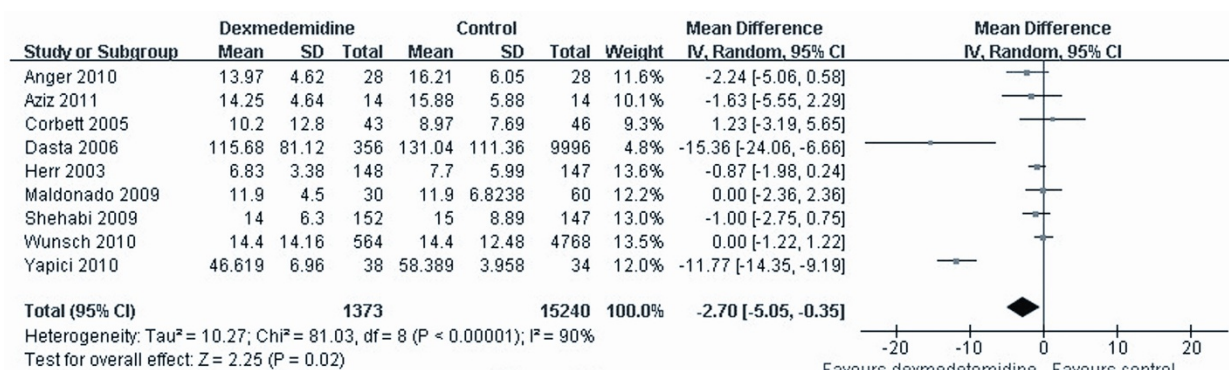 Dexmedemidine Control Mean Difference Mean Difference
Study or Subgroup Mean SD Total Mean SD Total Weight IV, Random, 95% CI IV, Random, 95% CI
Anger 2010 13.97 4.62 28 16.21 6.05 28 11.6% -2.24 [-5.06, 0.58]
Aziz 2011 14.25 4.64 14 15.88 5.88 14 10.1% -1.63 [-5.55, 2.29]
Corbett 2005 10.2 12.8 43 8.97 7.69 46 9.3% 1.23 [-3.19, 5.65]
Dasta 2006 115.68 81.12 356 131.04 111.36 9996 4.8% -15.36 [-24.06, -6.66]
Herr 2003 6.83 3.38 148 7.7 5.99 147 13.6% -0.87 [-1.98, 0.24]
Maldonado 2009 11.9 4.5 30 11.9 6.8238 60 12.2% 0.00 [-2.36, 2.36]
Shehabi 2009 14 6.3 152 15 8.89 147 13.0% -1.00 [-2.75, 0.75]
Wunsch 2010 14.4 14.16 564 14.4 12.48 4768 13.5% 0.00 [-1.22, 1.22]
Yapici 2010 46.619 6.96 38 58.389 3.958 34 12.0% -11.77 [-14.35, -9.19]
Total (95% CI) 1373 15240 100.0% -2.70 [-5.05, -0.35]
Heterogeneity: Tau² = 10.27; Chi² = 81.03, df = 8 (P < 0.00001); I² = 90%
Test for overall effect: Z = 2.25 (P = 0.02)
-20 -10 0 10 20
Favours dexmedetomidine Favours control